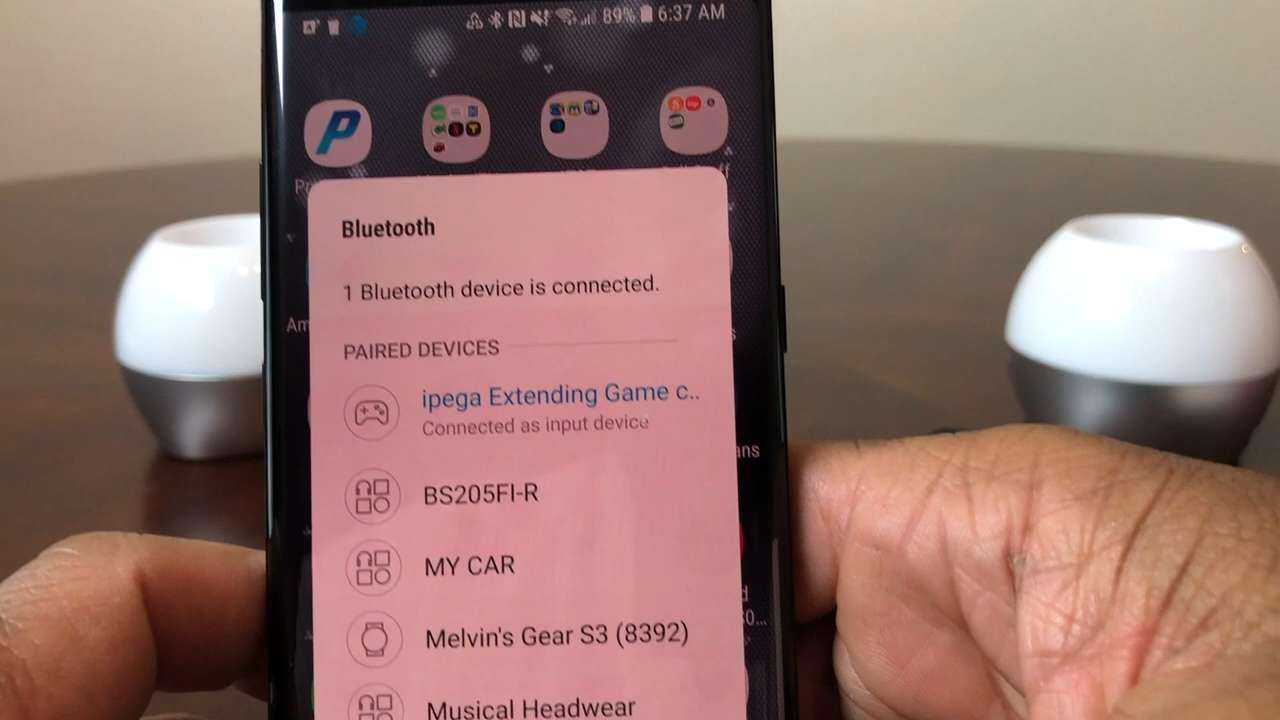 89% 6:37 AM
P
Bluetooth
1 Bluetooth device is connected.
PAIRED DEVICES
ipega Extending Game c..
Connected as input device
BS205FI-R
MY CAR
Melvin's Gear S3 (8392)
Musical Headwear